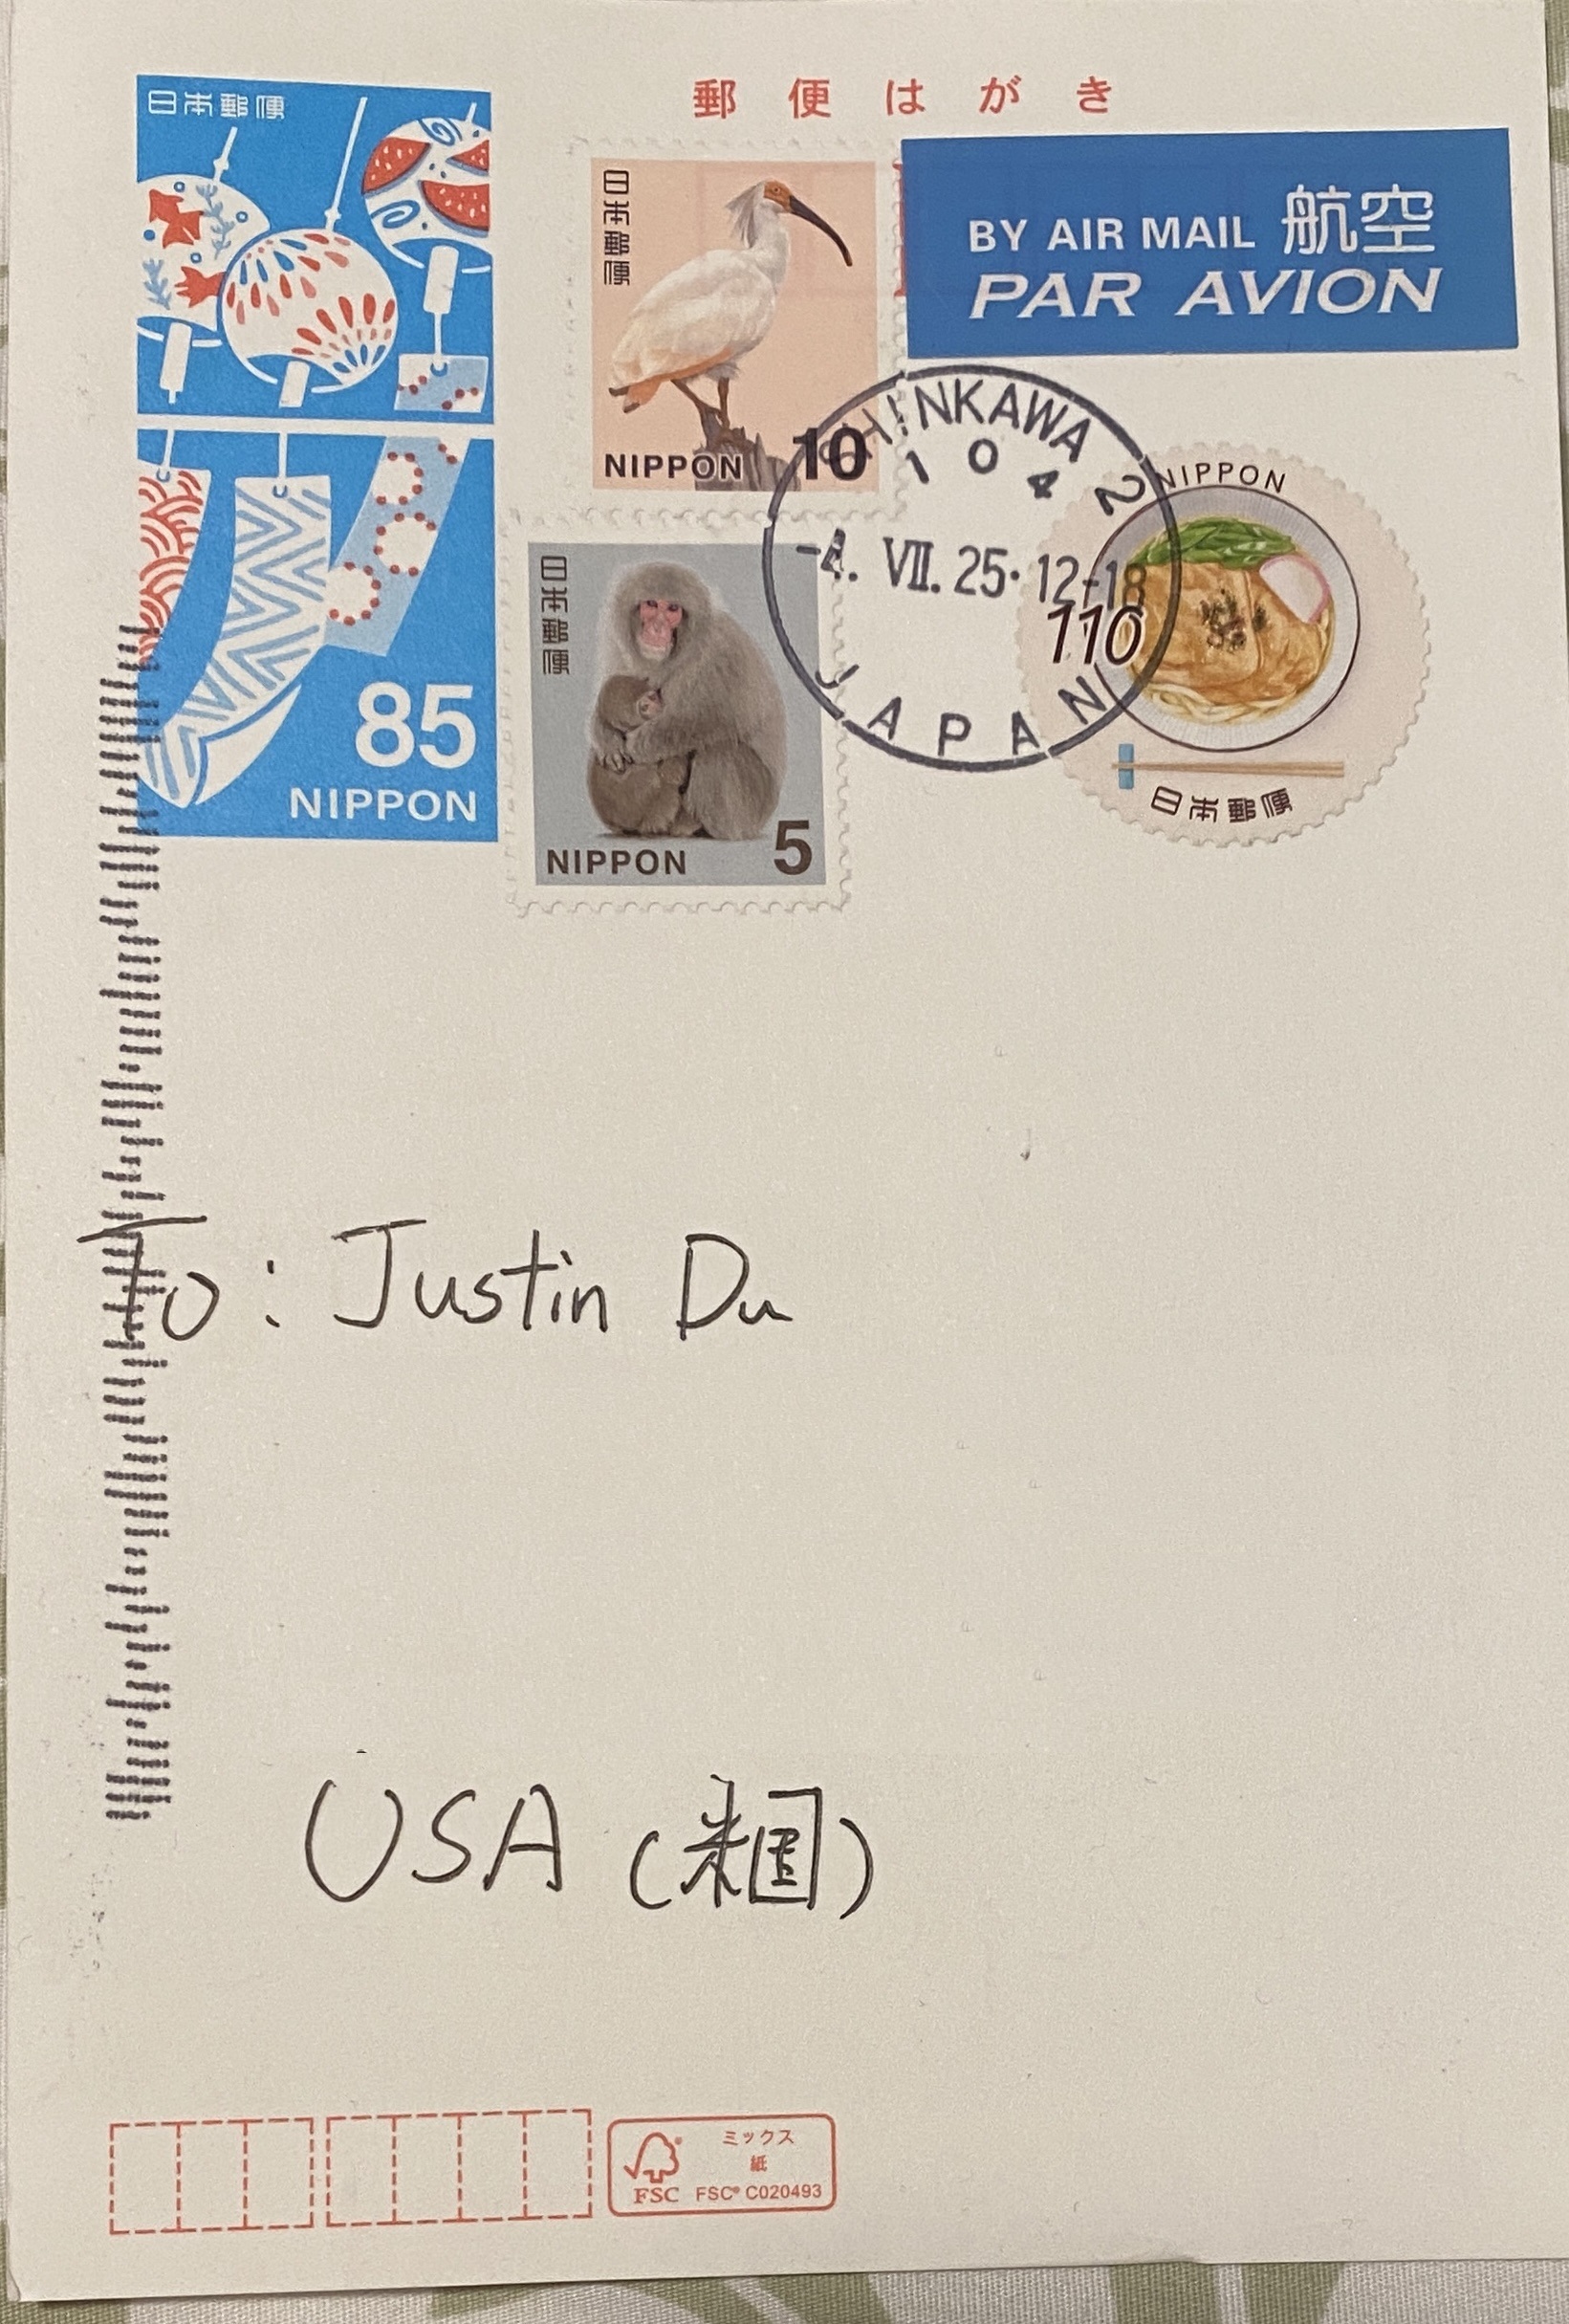 郵便はがき
日本郵便
85
NIPPON
日本郵便
NIPPON 10
BY AIR MAIL 航空
PAR AVION
日本郵便
NIPPON 5
SHINKAWA 2
104
-4. VII. 25. 12-18
JAPAN
NIPPON
110
日本郵便
To: Justin Du
USA (米国)
ミックス
紙
FSC FSC® C020493